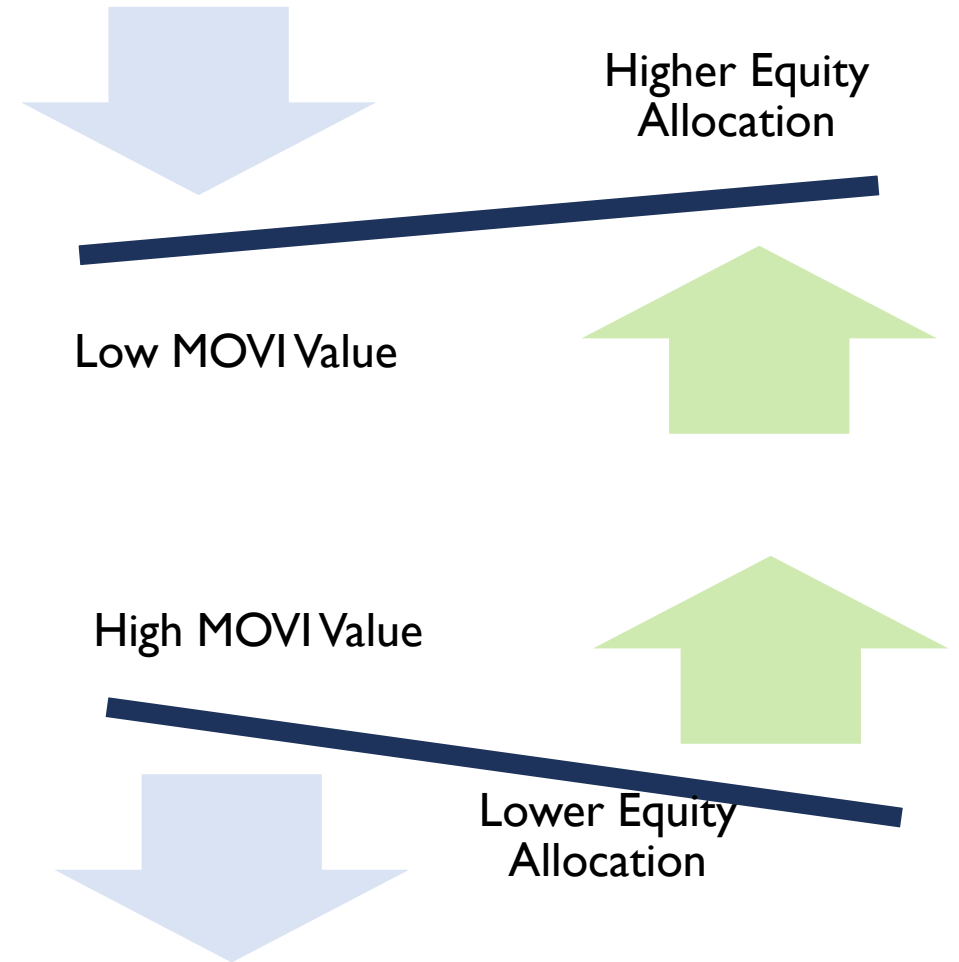 Higher Equity
Allocation
Low MOVI Value
High MOVI Value
Lower Equity
Allocation